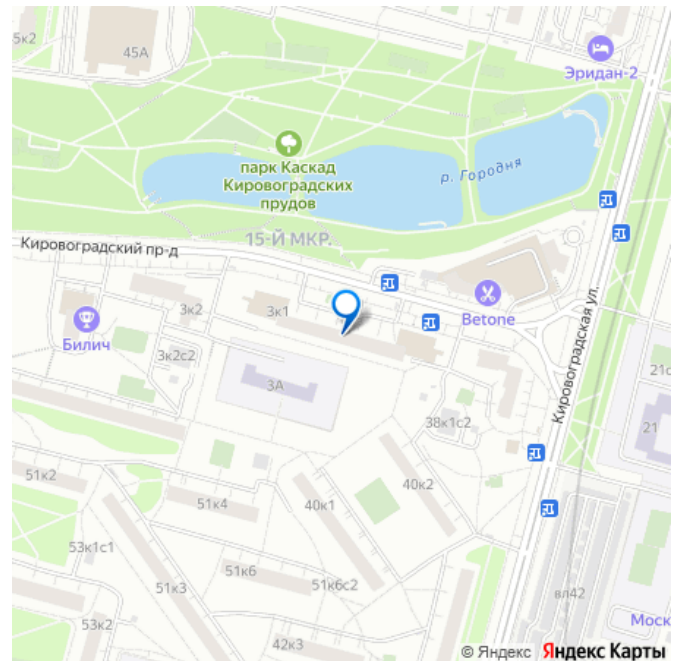 5к2
45А
Эридан-2
парк Каскад
Кировоградских
прудов
р. Городня
15-Й МКР.
Кировоградский пр-д
3к2
3к1
Betone
Билич
3к2с2
3А
Кировоградская ул.
21с
38к1с2
21
51к4
40к1
40к2
53к1с1
51к6
51к3
51к6с2
вл42
53к2
42к3
Моск
© Яндекс Яндекс Карты